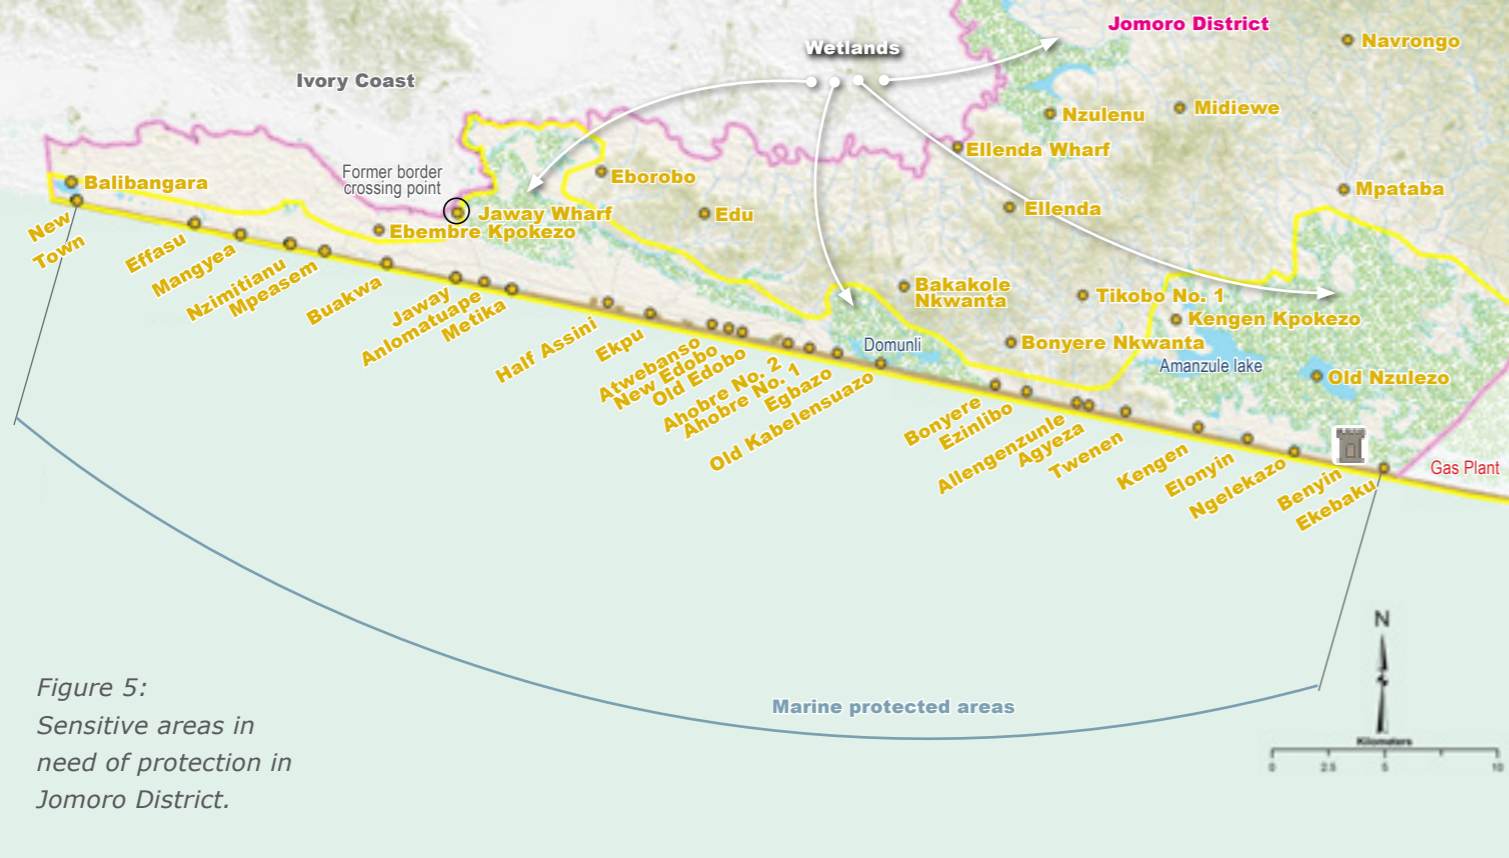 Jomoro District
Wetlands
Navrongo
Ivory Coast
Nzulenu
Midiewe
Ellenda Wharf
Former border
crossing point
Balibangara
Eborobo
Mpataba
Jaway Wharf
Edu
Ellenda
Ebembre Kpokezo
New
Town
Effasu
Mangyea
Nzimitianu
Mpeasem
Buakwa
Jaway
Anlomatuape
Metika
Half Assini
Ekpu
Atwebanso
New Edobo
Old Edobo
Ahobre No. 2
Ahobre No. 1
Egbazo
Old Kabelensuazo
Bakakole
Nkwanta
Tikobo No. 1
Kengen Kpokezo
Domunli
Bonyere Nkwanta
Amanzule lake
Old Nzulezo
Bonyere
Ezinlibo
Allengenzunle
Agyeza
Twenen
Kengen
Elonyin
Ngelekazo
Benyin
Ekebaku
Gas Plant
N
Marine protected areas
Kilometers
0 2.5 5 10
Figure 5:
Sensitive areas in
need of protection in
Jomoro District.